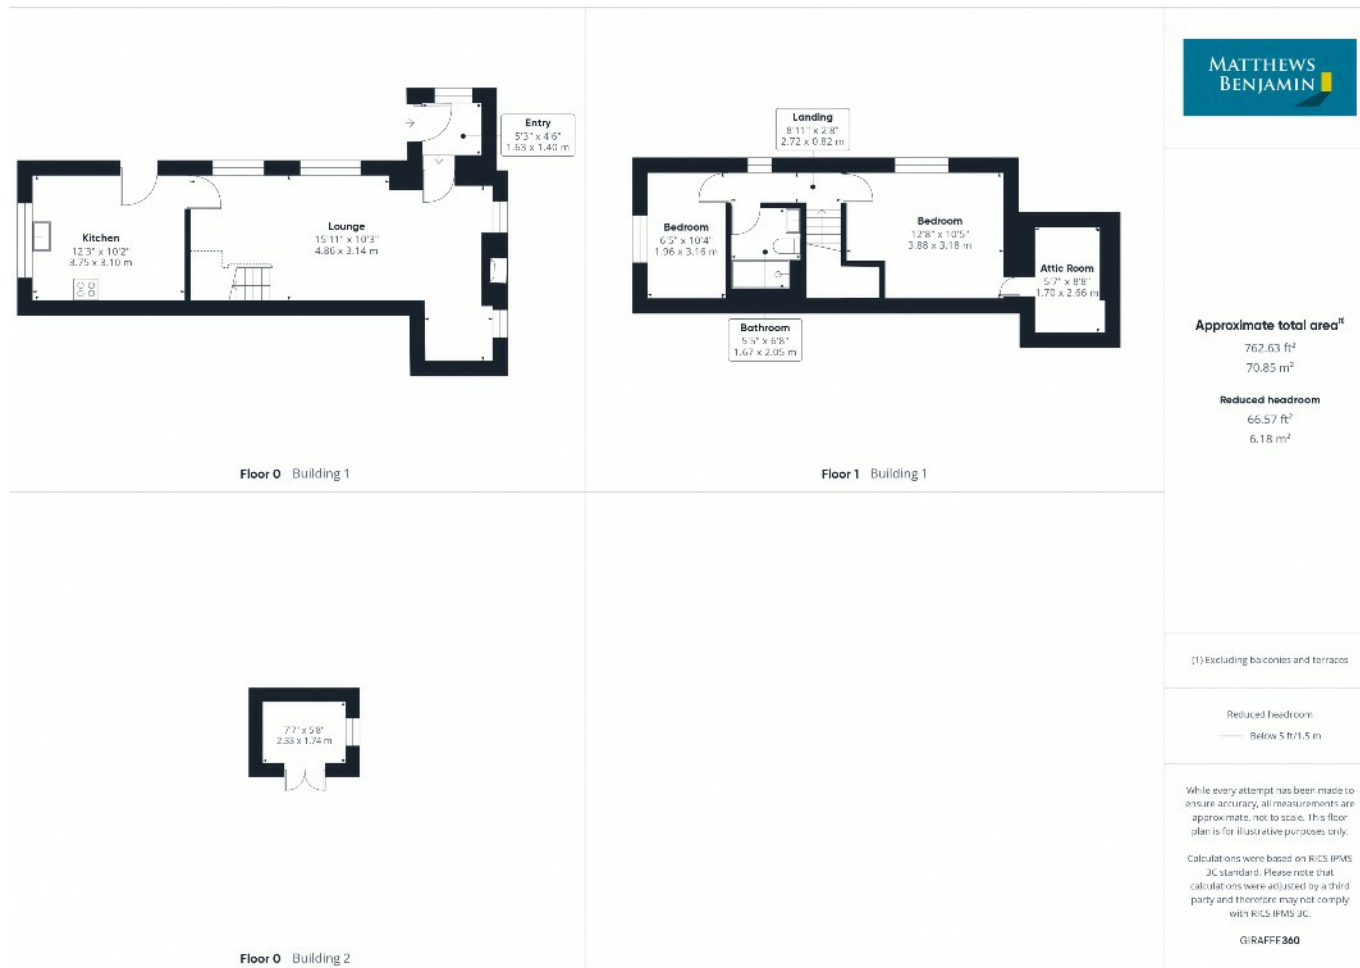 Entry
5'3" x 4'6"
1.63 x 1.40 m
Lounge
15'11" x 10'3"
4.86 x 3.14 m
Kitchen
12'3" x 10'2"
3.75 x 3.10 m
Floor 0 Building 1
Landing
8'11" x 2'8"
2.72 x 0.82 m
Bedroom
6'5" x 10'4"
1.96 x 3.16 m
Bedroom
12'8" x 10'5"
3.88 x 3.18 m
Attic Room
5'7" x 8'8"
1.70 x 2.66 m
Bathroom
5'5" x 6'8"
1.67 x 2.05 m
Floor 1 Building 1
7'7" x 5'8"
2.33 x 1.74 m
Floor 0 Building 2
MATTHEWS
BENJAMIN
Approximate total area(1)
762.63 ft²
70.85 m²
Reduced headroom
66.57 ft²
6.18 m²
(1) Excluding balconies and terraces
Reduced headroom
Below 5 ft/1.5 m
While every attempt has been made to
ensure accuracy, all measurements are
approximate, not to scale. This floor
plan is for illustrative purposes only.
Calculations were based on RICS IPMS
3C standard. Please note that
calculations were adjusted by a third
party and therefore may not comply
with RICS IPMS 3C.
GIRAFFE360